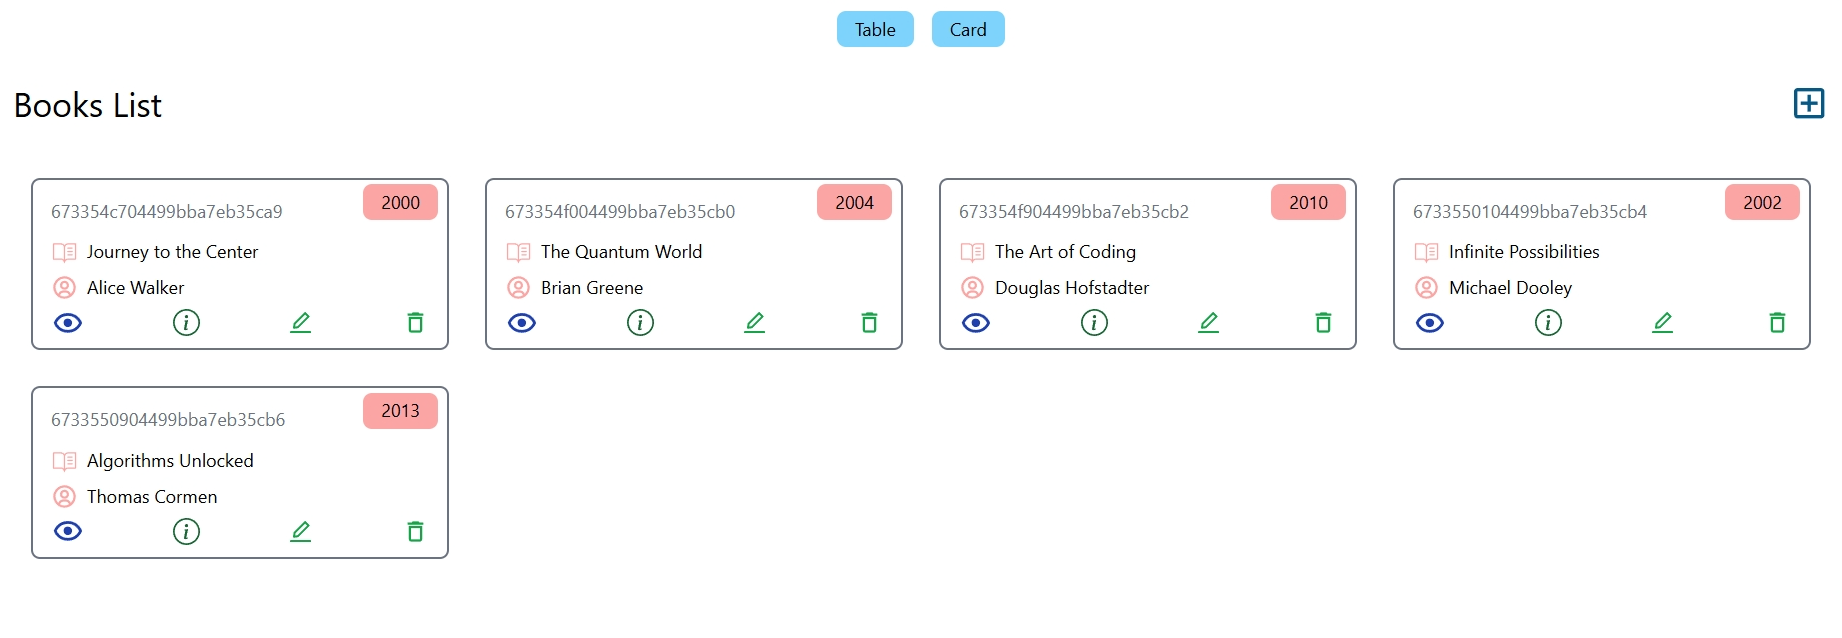 Table Card
Books List
673354c704499bba7eb35ca9
2000
Journey to the Center
Alice Walker
673354f004499bba7eb35cb0
2004
The Quantum World
Brian Greene
673354f904499bba7eb35cb2
2010
The Art of Coding
Douglas Hofstadter
6733550104499bba7eb35cb4
2002
Infinite Possibilities
Michael Dooley
6733550904499bba7eb35cb6
2013
Algorithms Unlocked
Thomas Cormen